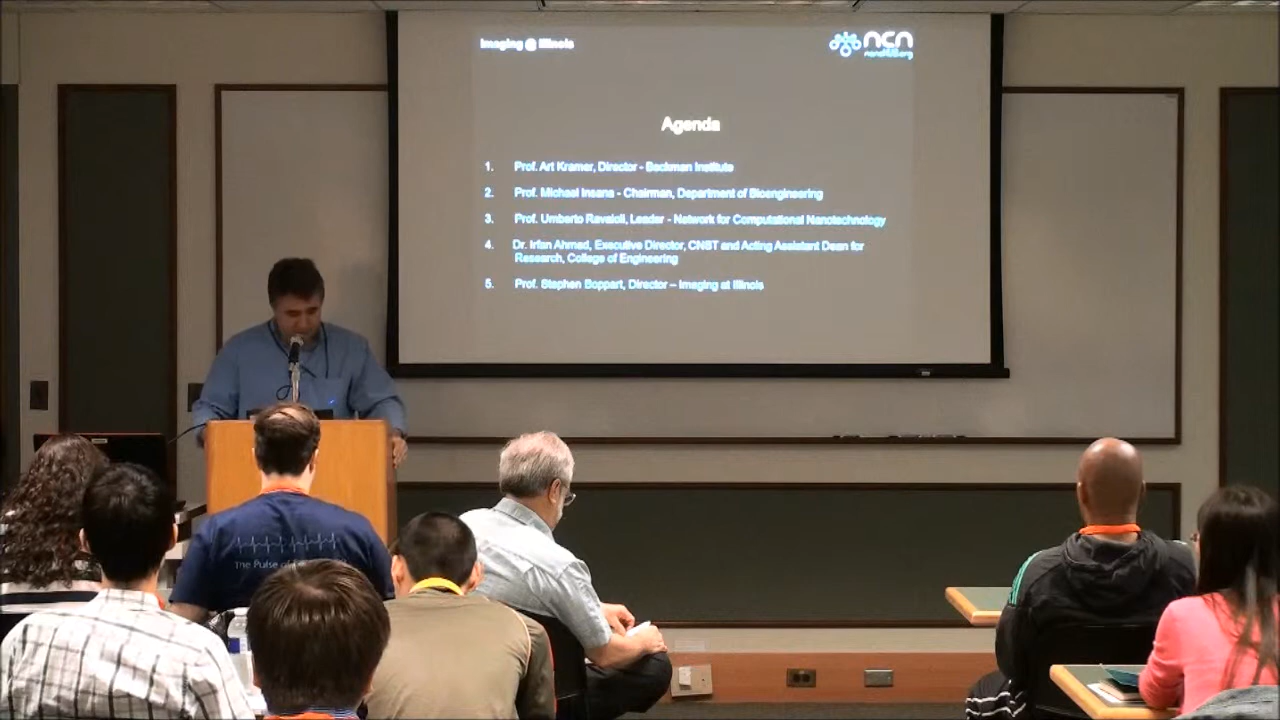 Imaging @ Illinois
ncn
nanoHUB.org
Agenda
1. Prof. Art Kramer, Director - Beckman Institute
2. Prof. Michael Insana - Chairman, Department of Bioengineering
3. Prof. Umberto Ravaioli, Leader - Network for Computational Nanotechnology
4. Dr. Irfan Ahmad, Executive Director, CNST and Acting Assistant Dean for
Research, College of Engineering
5. Prof. Stephen Boppart, Director – Imaging at Illinois
The Pulse of